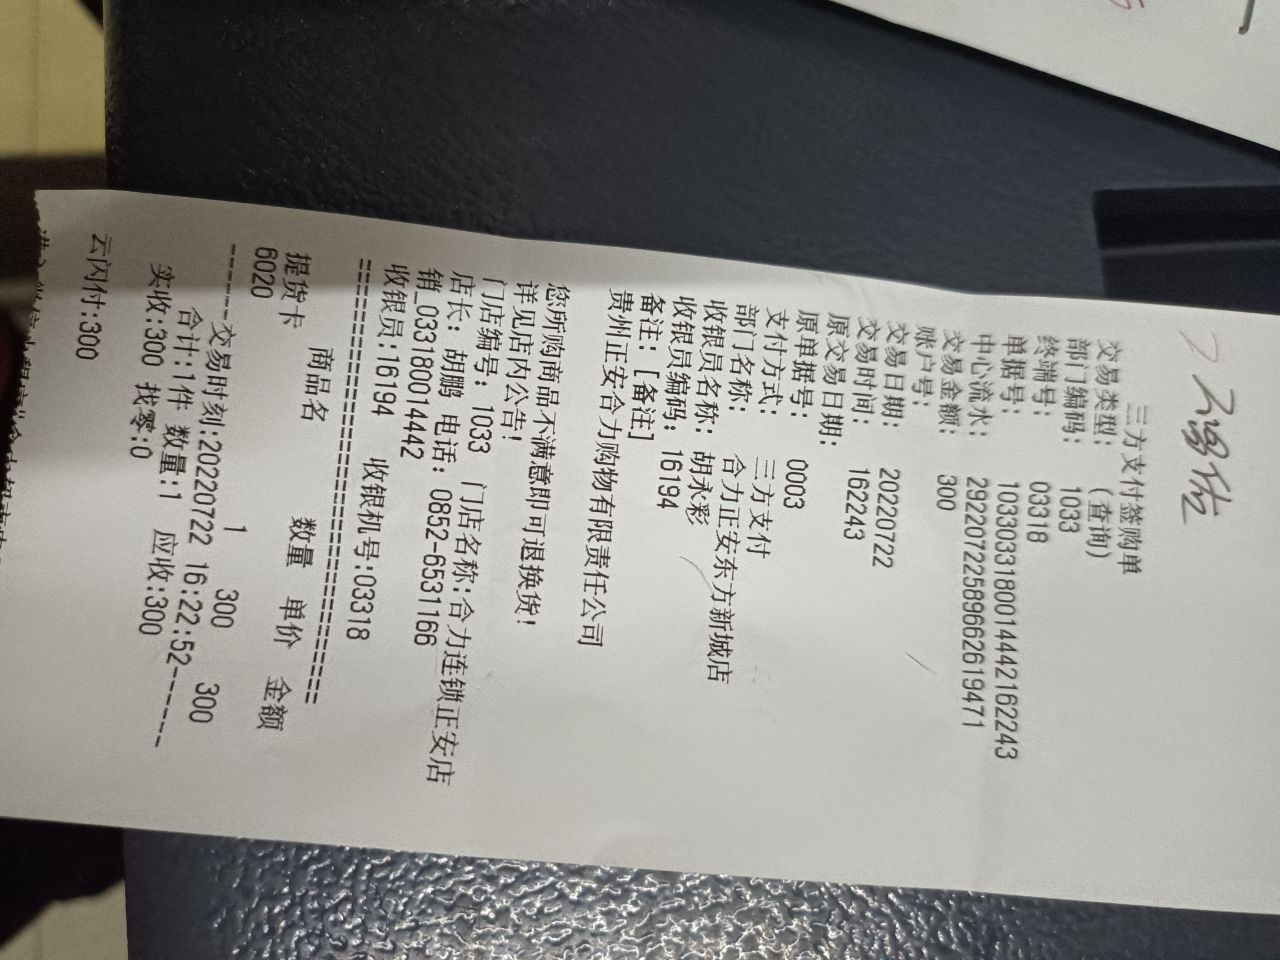 三方支付签购单
交易类型： （查询）
部门编码： 1033
终端号： 03318
单据号： 1033033180014442162243
中心流水： 29220722589662619471
交易金额： 300
账户号：
交易日期： 20220722
交易时间： 162243
原交易日期：
原单据号： 0003
支付方式： 三方支付
部门名称： 合力正安东方新城店
收银员名称： 胡永彩
收银员编码： 16194
备注：[备注]
贵州正安合力购物有限责任公司
您所购商品不满意即可退换货！
详见店内公告！
门店编号： 1033 门店名称:合力连锁正安店
店长： 胡鹏 电话： 0852-6531166
销_033180014442
收银员:16194 收银机号:03318
==================================
商品名 数量 单价 金额
提货卡
6020 1 300 300
------交易时刻:20220722 16:22:52------
合计:1件 数量:1 应收:300
实收:300 找零:0
云闪付:300